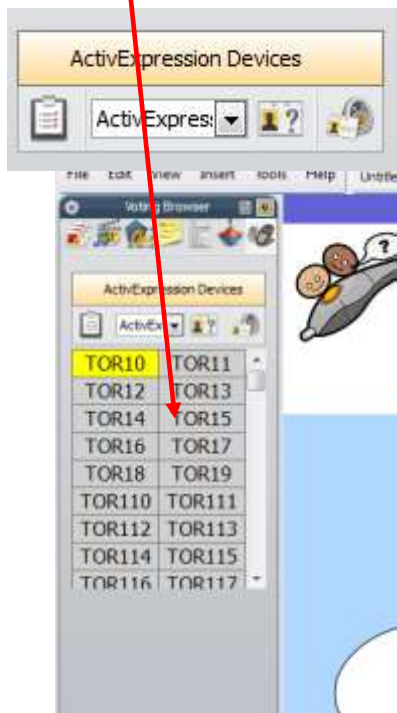 ActivExpression Devices
ActivExpres:
File Edit View Insert Tools Help Untitle
Voting Browser
ActivExpression Devices
ActivEx
TOR10 TOR11
TOR12 TOR13
TOR14 TOR15
TOR16 TOR17
TOR18 TOR19
TOR110 TOR111
TOR112 TOR113
TOR114 TOR115
TOR116 TOR117
?